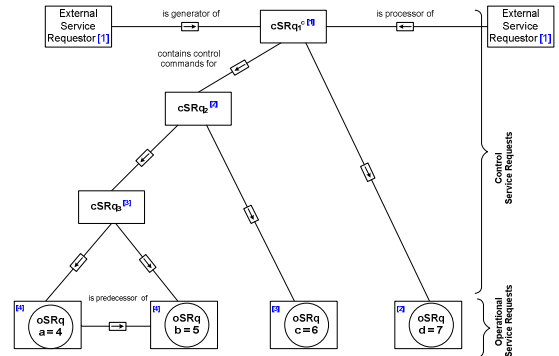 External
Service
Requestor [1]
is generator of
cSRq1c [1]
is processor of
External
Service
Requestor [1]
contains control
commands for
cSRq2 [2]
cSRq3 [3]
Control
Service Requests
[4]
oSRq
a = 4
is predecessor of
[4]
oSRq
b = 5
[3]
oSRq
c = 6
[2]
oSRq
d = 7
Operational
Service Requests